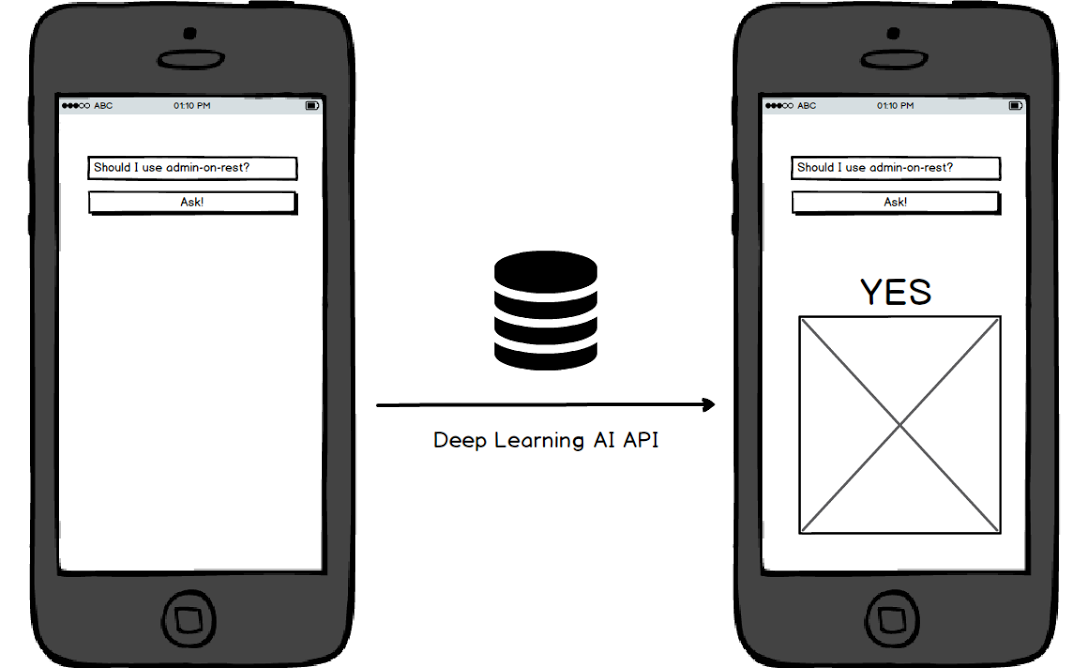 ABC 01:10 PM
Should I use admin-on-rest?
Ask!
Deep Learning AI API
ABC 01:10 PM
Should I use admin-on-rest?
Ask!
YES